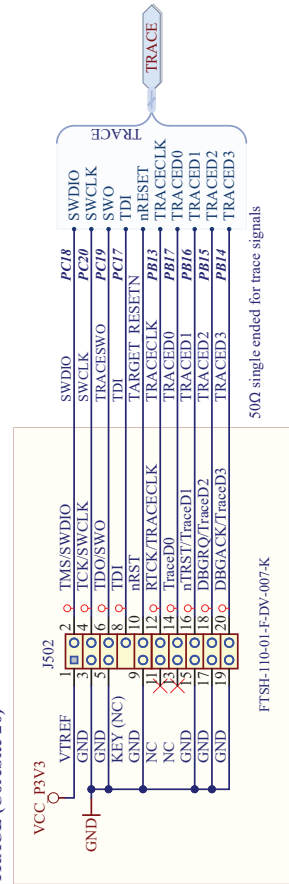 J502
VCC_P3V3
VTREF 1 2 TMS/SWDIO SWDIO PC18 SWDIO
GND 3 4 TCK/SWCLK SWCLK PC20 SWCLK
GND 5 6 TDO/SWO TRACESWO PC19 SWO
KEY (NC) 8 TDI TDI PC17 TDI
GND 9 10 nRST TARGET_RESETN nRESET
NC 11 12 RTCK/TRACECLK TRACECLK PB13 TRACECLK
NC 13 14 TraceD0 TRACED0 PB17 TRACED0
GND 15 16 nTRST/TraceD1 TRACED1 PB16 TRACED1
GND 17 18 DBGRQ/TraceD2 TRACED2 PB15 TRACED2
GND 19 20 DBGACK/TraceD3 TRACED3 PB14 TRACED3
GND
TRACE
TRACE
FTSH-110-01-F-DV-007-K
50Ω single ended for trace signals